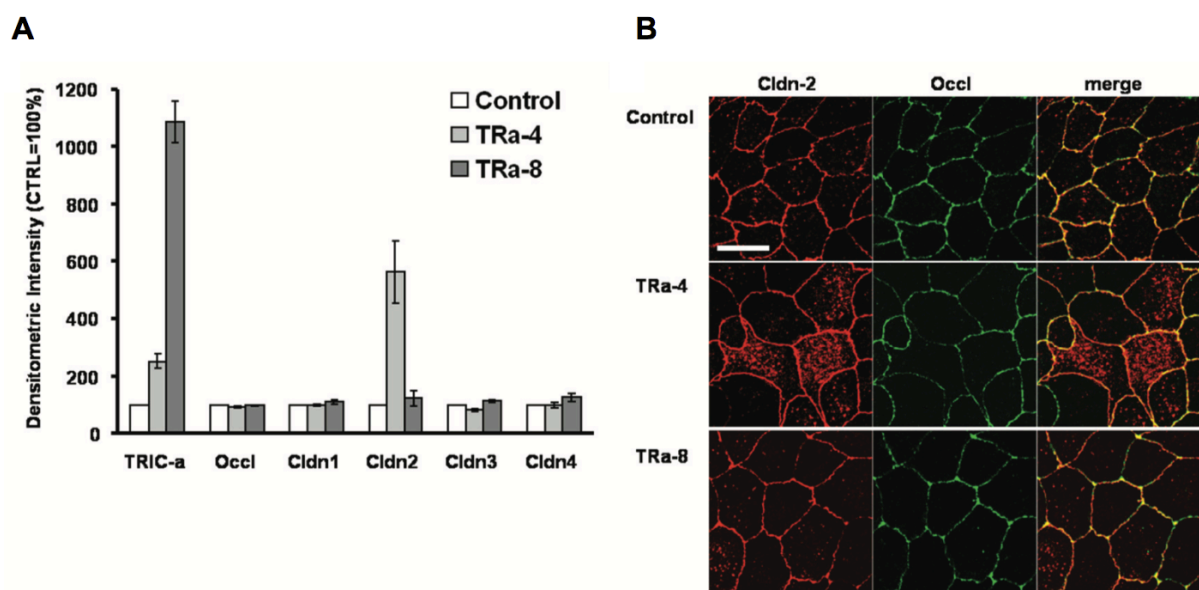 A
Densitometric Intensity (CTRL=100%)
1200
1000
800
600
400
200
0
Control
TRa-4
TRa-8
TRIC-a
Occl
Cldn1
Cldn2
Cldn3
Cldn4
B
Cldn-2 Occl merge
Control
TRa-4
TRa-8